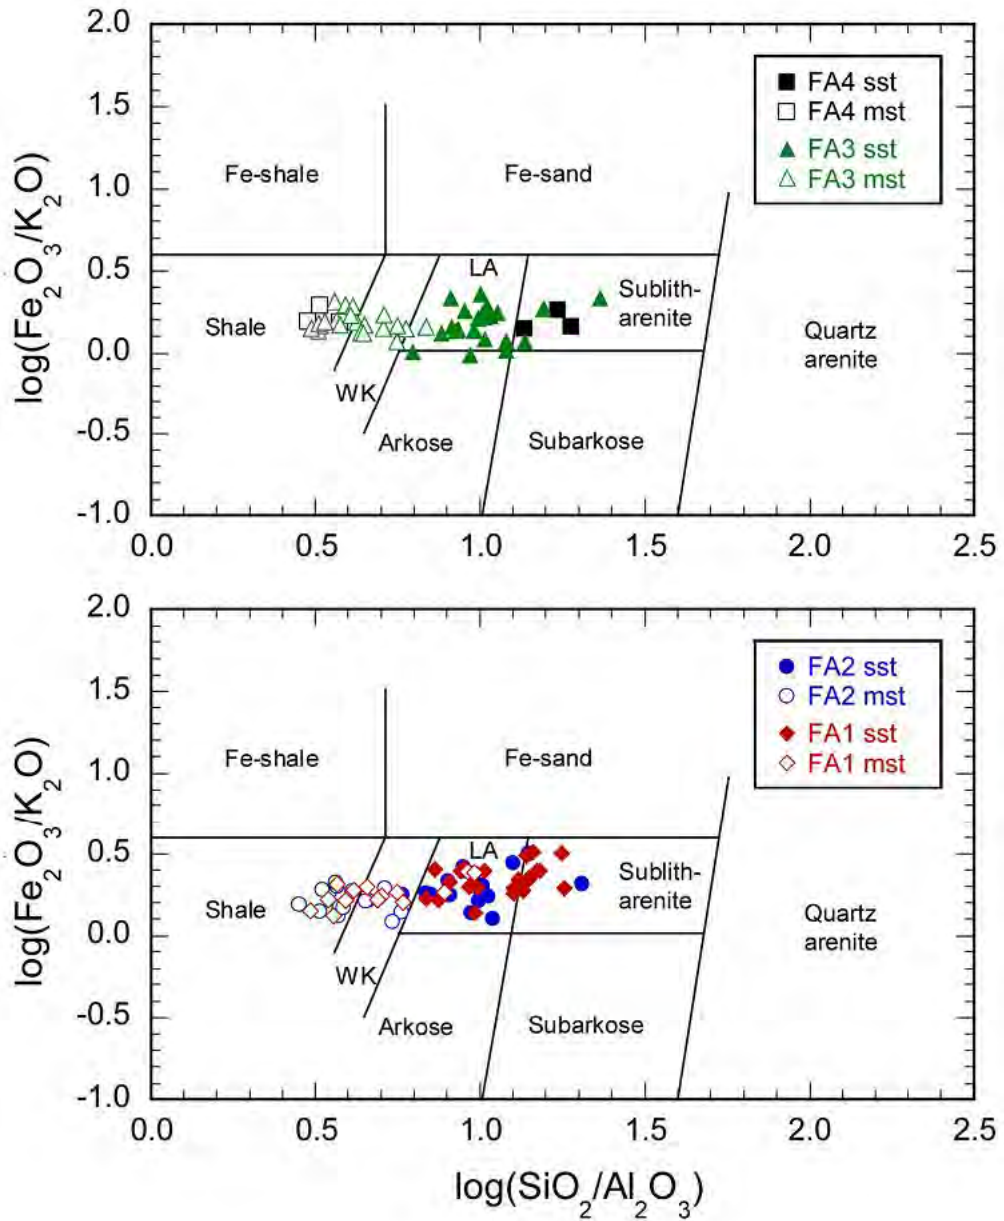 2.0
FA4 sst
FA4 mst
1.5
FA3 sst
FA3 mst
Fe-shale
Fe-sand
1.0
log(Fe₂O₃/K₂O)
0.5
LA
Sublith-
arenite
Shale
Quartz
arenite
0.0
WK
Arkose
Subarkose
-0.5
-1.0
0.0 0.5 1.0 1.5 2.0 2.5
2.0
FA2 sst
FA2 mst
1.5
FA1 sst
FA1 mst
Fe-shale
Fe-sand
1.0
log(Fe₂O₃/K₂O)
0.5
LA
Sublith-
arenite
Shale
Quartz
arenite
0.0
WK
Arkose
Subarkose
-0.5
-1.0
0.0 0.5 1.0 1.5 2.0 2.5
log(SiO₂/Al₂O₃)